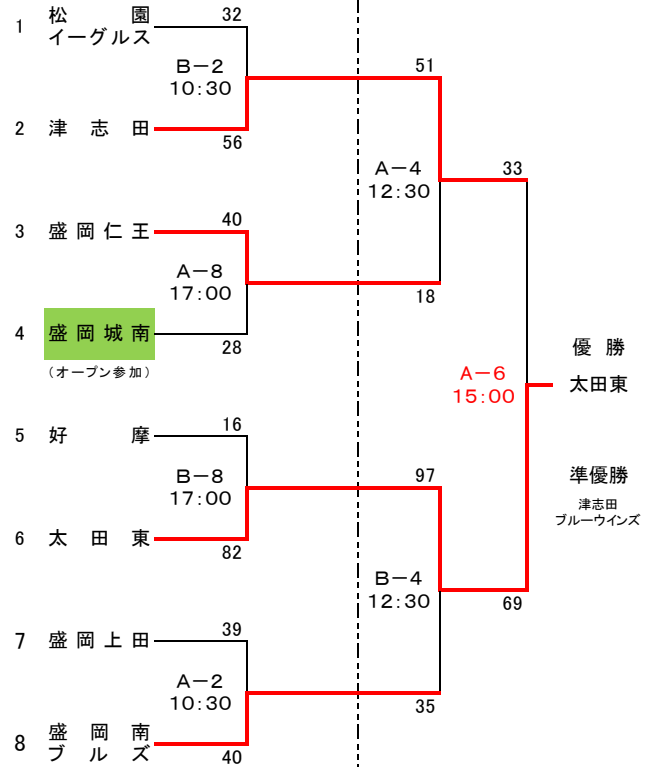 1 松園
イーグルス
32
B－2
10:30
2 津志田
56
51
A－4
12:30
33
3 盛岡仁王
40
A－8
17:00
18
4 盛岡城南
28
（オープン参加）
A－6
15:00
優勝
太田東
準優勝
津志田
ブルーウインズ
5 好摩
16
B－8
17:00
97
6 太田東
82
B－4
12:30
69
7 盛岡上田
39
A－2
10:30
35
8 盛岡南
ブルズ
40